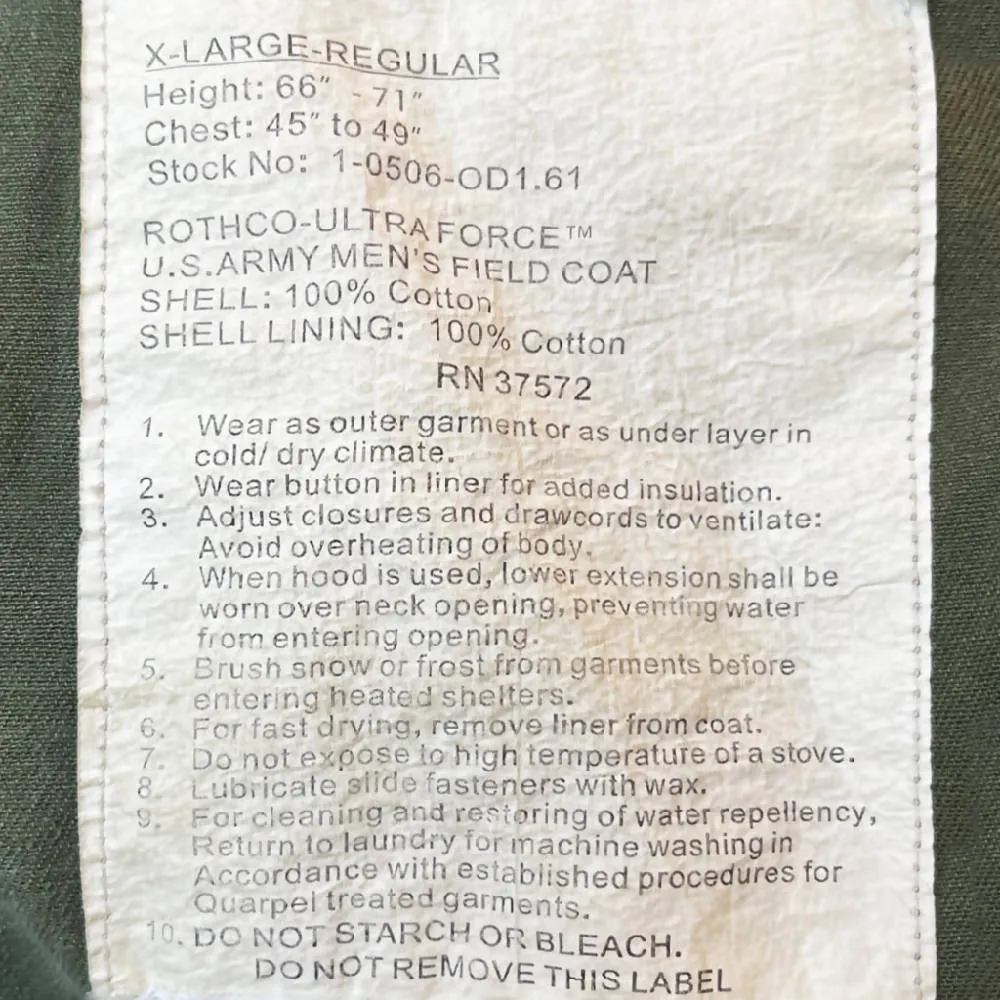 X-LARGE-REGULAR
Height: 66" - 71"
Chest: 45" to 49"
Stock No: 1-0506-OD1.61
ROTHCO-ULTRA FORCE™
U.S.ARMY MEN'S FIELD COAT
SHELL: 100% Cotton
SHELL LINING: 100% Cotton
RN 37572
1. Wear as outer garment or as under layer in
cold/ dry climate.
2. Wear button in liner for added insulation.
3. Adjust closures and drawcords to ventilate:
Avoid overheating of body.
4. When hood is used, lower extension shall be
worn over neck opening, preventing water
from entering opening.
5. Brush snow or frost from garments before
entering heated shelters.
6. For fast drying, remove liner from coat.
7. Do not expose to high temperature of a stove.
8. Lubricate slide fasteners with wax.
9. For cleaning and restoring of water repellency,
Return to laundry for machine washing in
Accordance with established procedures for
Quarpel treated garments.
10. DO NOT STARCH OR BLEACH.
DO NOT REMOVE THIS LABEL